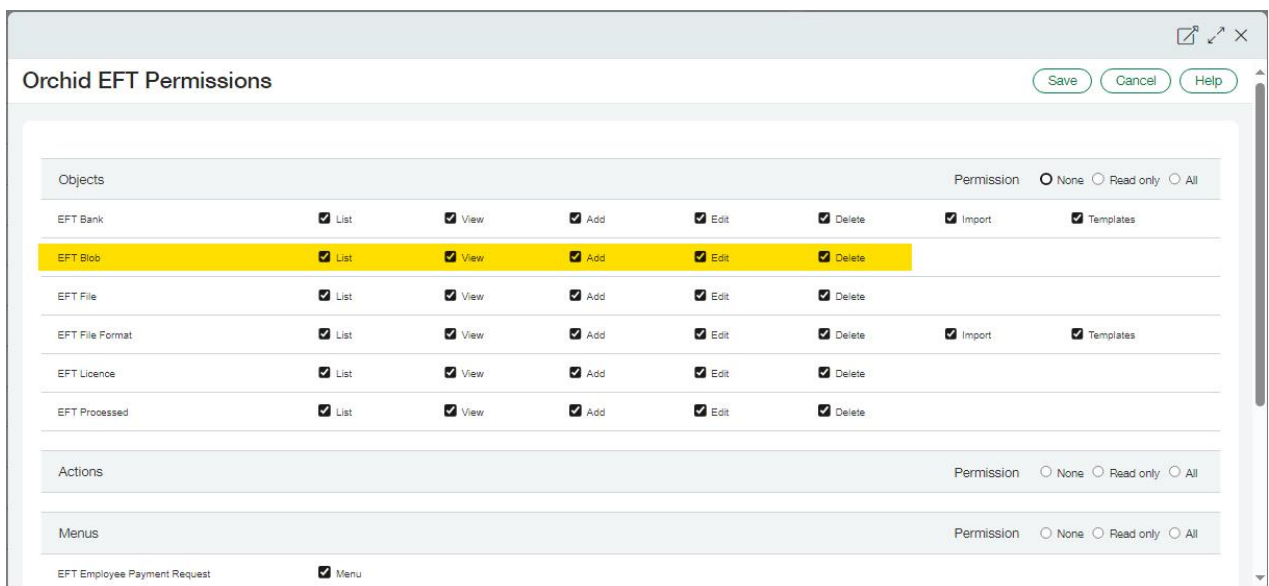 Orchid EFT Permissions Save Cancel Help
Objects Permission None Read only All
EFT Bank List View Add Edit Delete Import Templates
EFT Blob List View Add Edit Delete
EFT File List View Add Edit Delete
EFT File Format List View Add Edit Delete Import Templates
EFT Licence List View Add Edit Delete
EFT Processed List View Add Edit Delete
Actions Permission None Read only All
Menus Permission None Read only All
EFT Employee Payment Request Menu